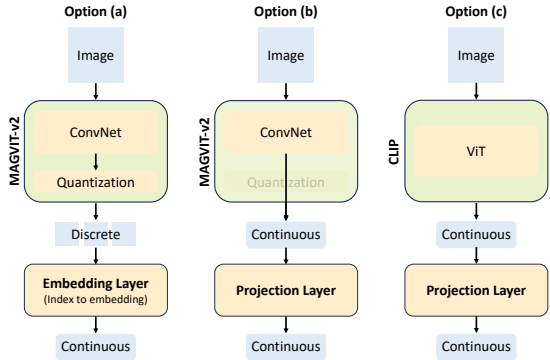 Option (a)
Image
MAGVIT-v2
ConvNet
Quantization
Discrete
Embedding Layer
(Index to embedding)
Continuous
Option (b)
Image
MAGVIT-v2
ConvNet
Quantization
Continuous
Projection Layer
Continuous
Option (c)
Image
CLIP
ViT
Continuous
Projection Layer
Continuous